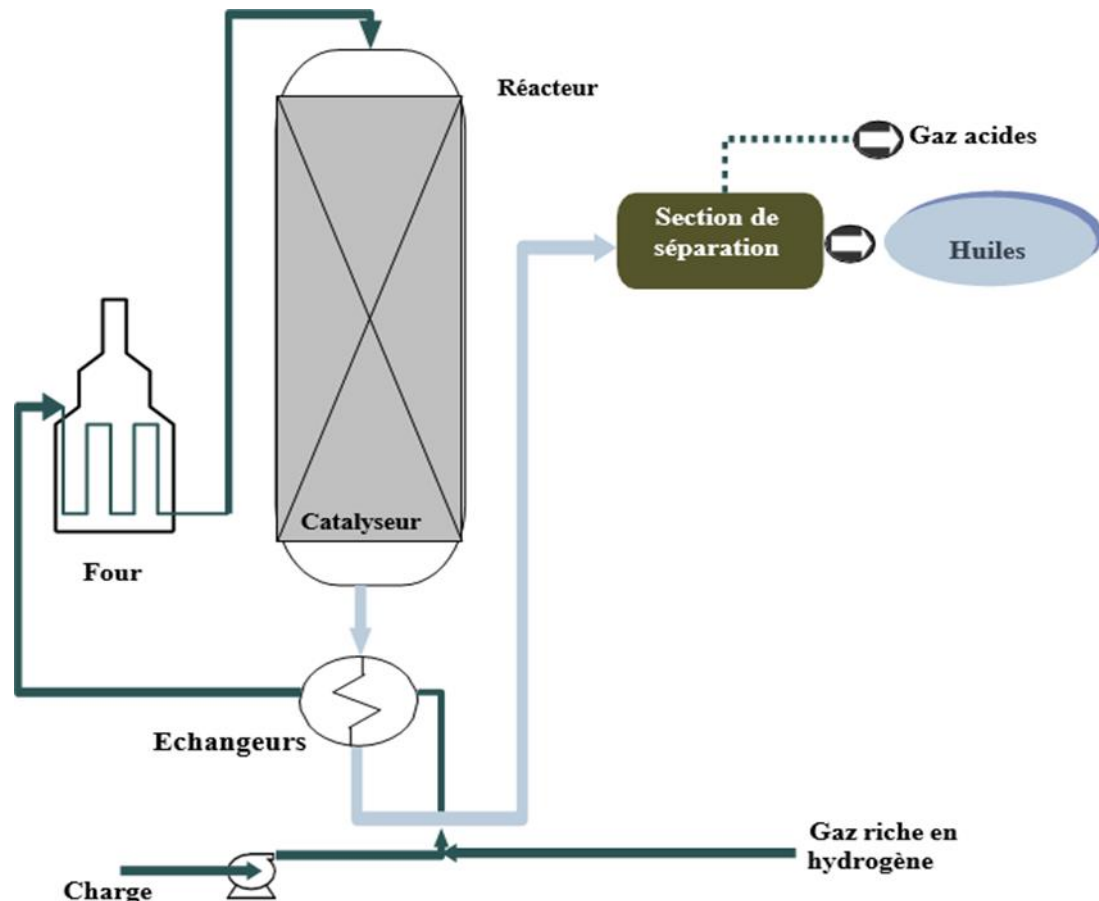 Réacteur
Gaz acides
Section de
séparation
Huiles
Catalyseur
Four
Echangeurs
Gaz riche en
hydrogène
Charge